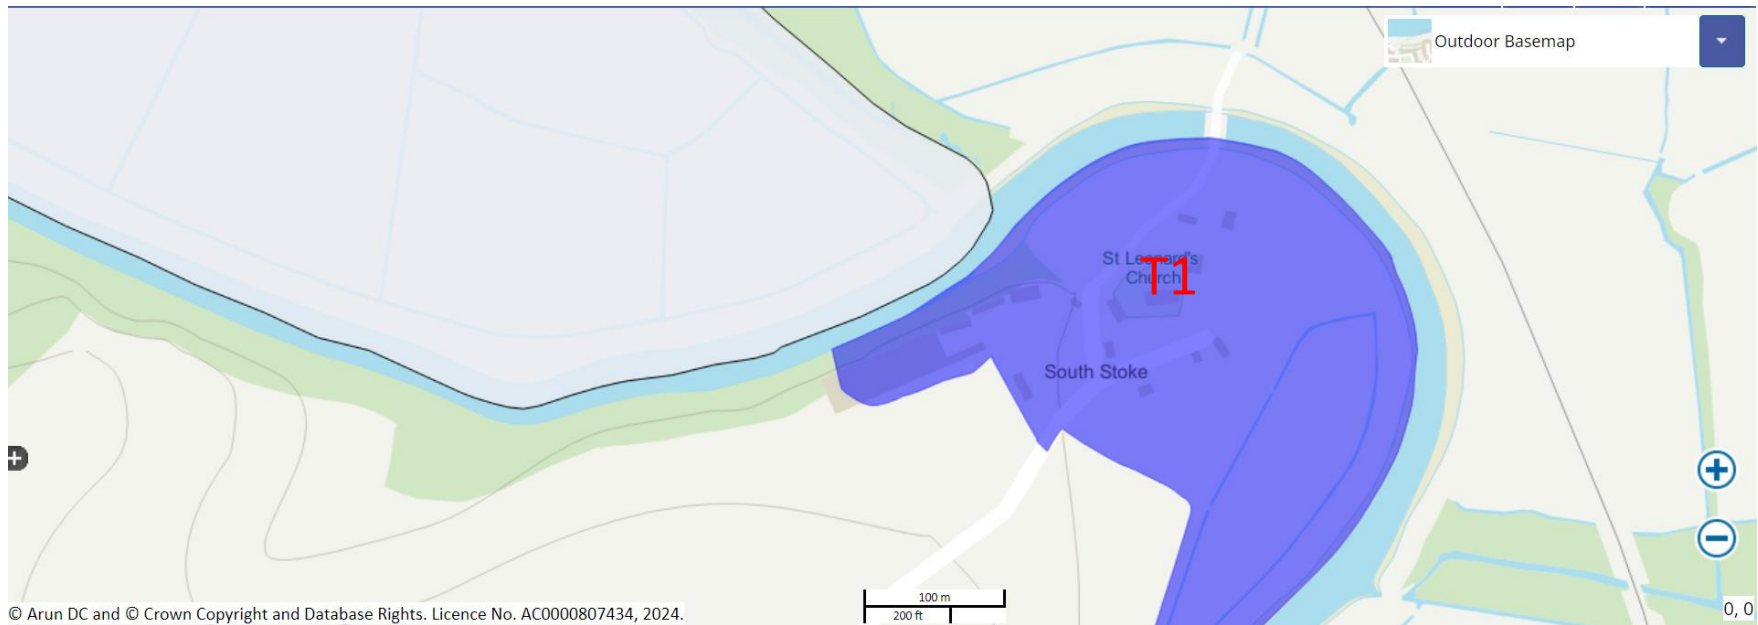 Outdoor Basemap
St Leonard's
Church
T1
South Stoke
100 m
200 ft
© Arun DC and © Crown Copyright and Database Rights. Licence No. AC0000807434, 2024.
0, 0